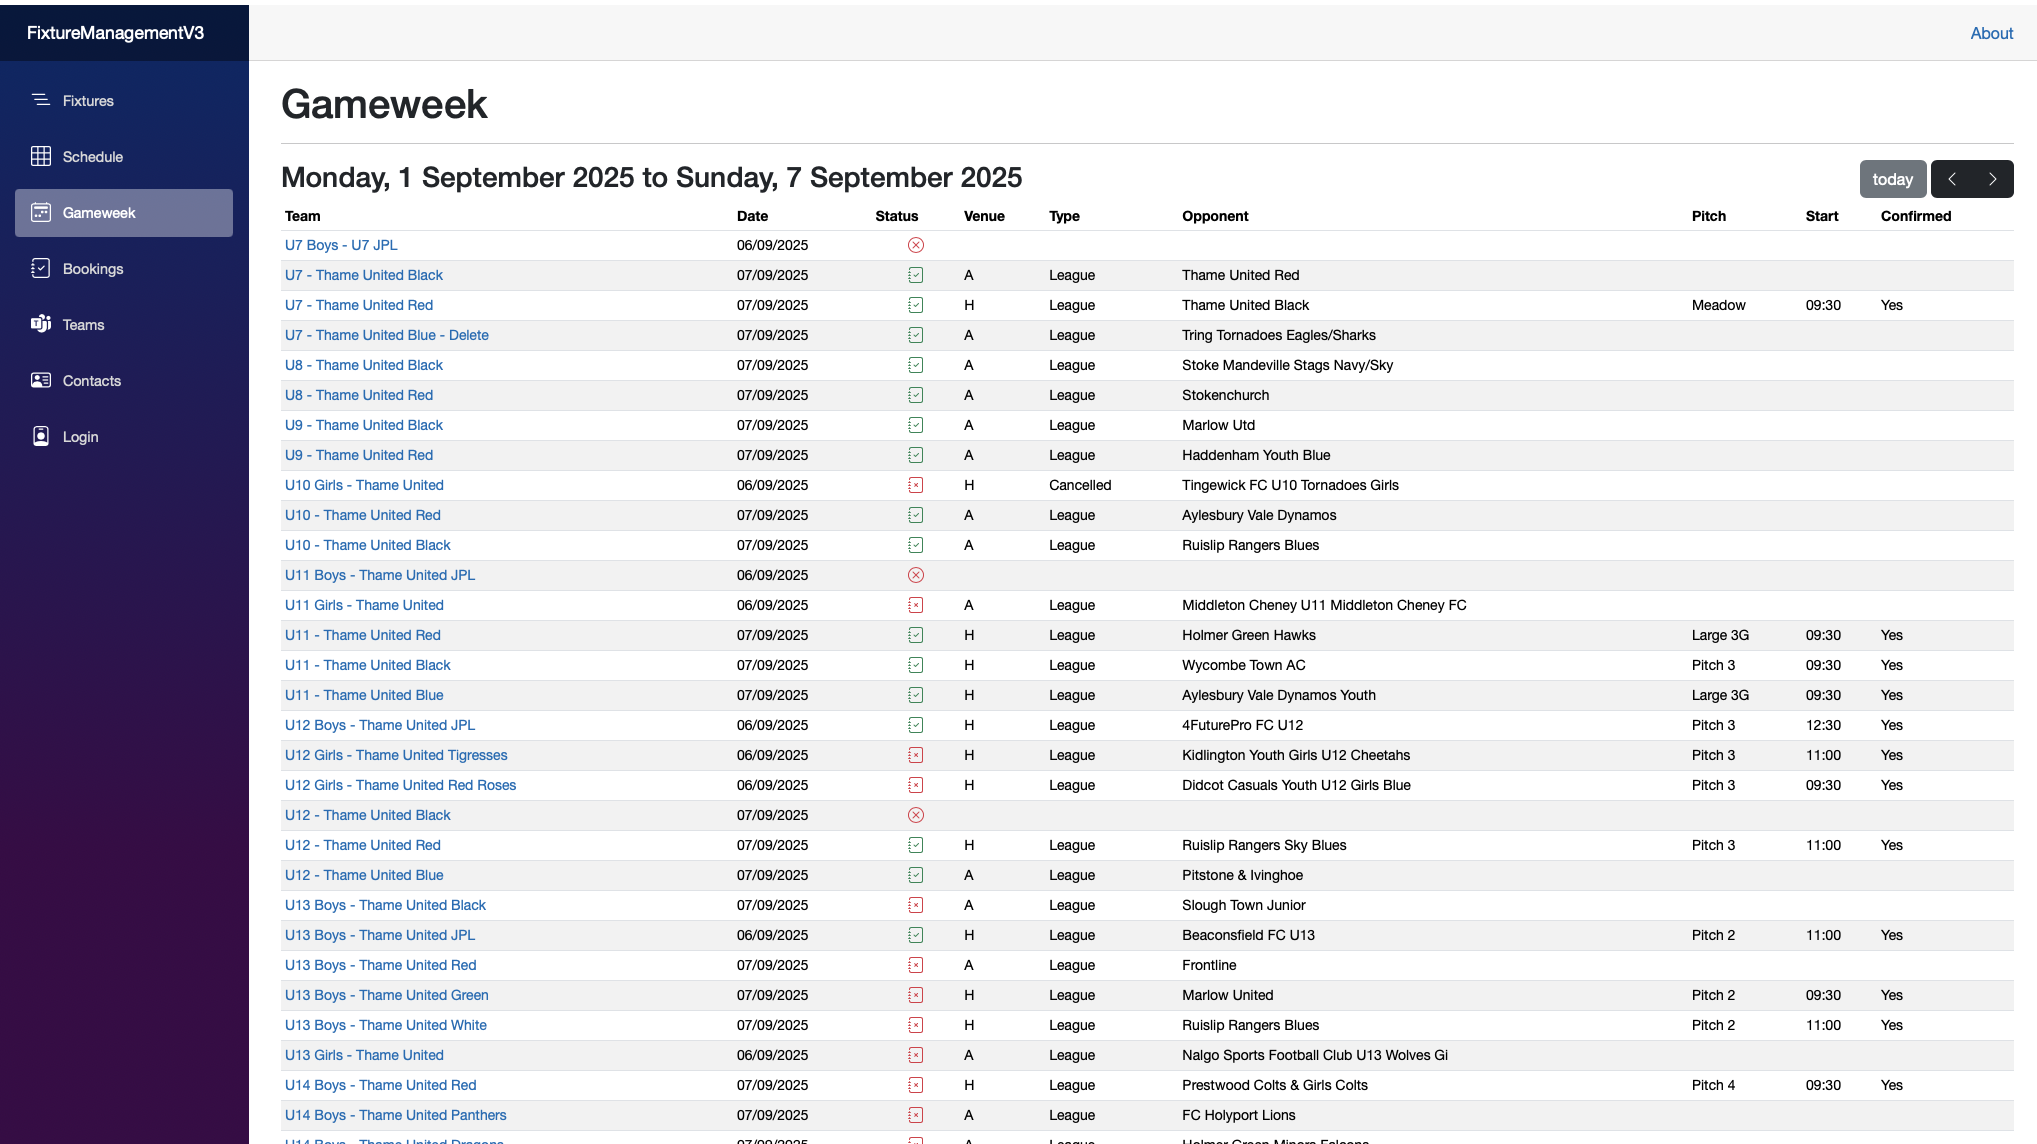 FixtureManagementV3
About
Fixtures
Schedule
Gameweek
Bookings
Teams
Contacts
Login
Gameweek
Monday, 1 September 2025 to Sunday, 7 September 2025
today
Team Date Status Venue Type Opponent Pitch Start Confirmed
U7 Boys - U7 JPL 06/09/2025
U7 - Thame United Black 07/09/2025 A League Thame United Red
U7 - Thame United Red 07/09/2025 H League Thame United Black Meadow 09:30 Yes
U7 - Thame United Blue - Delete 07/09/2025 A League Tring Tornadoes Eagles/Sharks
U8 - Thame United Black 07/09/2025 A League Stoke Mandeville Stags Navy/Sky
U8 - Thame United Red 07/09/2025 A League Stokenchurch
U9 - Thame United Black 07/09/2025 A League Marlow Utd
U9 - Thame United Red 07/09/2025 A League Haddenham Youth Blue
U10 Girls - Thame United 06/09/2025 H Cancelled Tingewick FC U10 Tornadoes Girls
U10 - Thame United Red 07/09/2025 A League Aylesbury Vale Dynamos
U10 - Thame United Black 07/09/2025 A League Ruislip Rangers Blues
U11 Boys - Thame United JPL 06/09/2025
U11 Girls - Thame United 06/09/2025 A League Middleton Cheney U11 Middleton Cheney FC
U11 - Thame United Red 07/09/2025 H League Holmer Green Hawks Large 3G 09:30 Yes
U11 - Thame United Black 07/09/2025 H League Wycombe Town AC Pitch 3 09:30 Yes
U11 - Thame United Blue 07/09/2025 H League Aylesbury Vale Dynamos Youth Large 3G 09:30 Yes
U12 Boys - Thame United JPL 06/09/2025 H League 4FuturePro FC U12 Pitch 3 12:30 Yes
U12 Girls - Thame United Tigresses 06/09/2025 H League Kidlington Youth Girls U12 Cheetahs Pitch 3 11:00 Yes
U12 Girls - Thame United Red Roses 06/09/2025 H League Didcot Casuals Youth U12 Girls Blue Pitch 3 09:30 Yes
U12 - Thame United Black 07/09/2025
U12 - Thame United Red 07/09/2025 H League Ruislip Rangers Sky Blues Pitch 3 11:00 Yes
U12 - Thame United Blue 07/09/2025 A League Pitstone & Ivinghoe
U13 Boys - Thame United Black 07/09/2025 A League Slough Town Junior
U13 Boys - Thame United JPL 06/09/2025 H League Beaconsfield FC U13 Pitch 2 11:00 Yes
U13 Boys - Thame United Red 07/09/2025 A League Frontline
U13 Boys - Thame United Green 07/09/2025 H League Marlow United Pitch 2 09:30 Yes
U13 Boys - Thame United White 07/09/2025 H League Ruislip Rangers Blues Pitch 2 11:00 Yes
U13 Girls - Thame United 06/09/2025 A League Nalgo Sports Football Club U13 Wolves Gi
U14 Boys - Thame United Red 07/09/2025 H League Prestwood Colts & Girls Colts Pitch 4 09:30 Yes
U14 Boys - Thame United Panthers 07/09/2025 A League FC Holyport Lions
U14 Boys - Thame United Dragons 07/09/2025 A League Holmer Green Minors Falcons